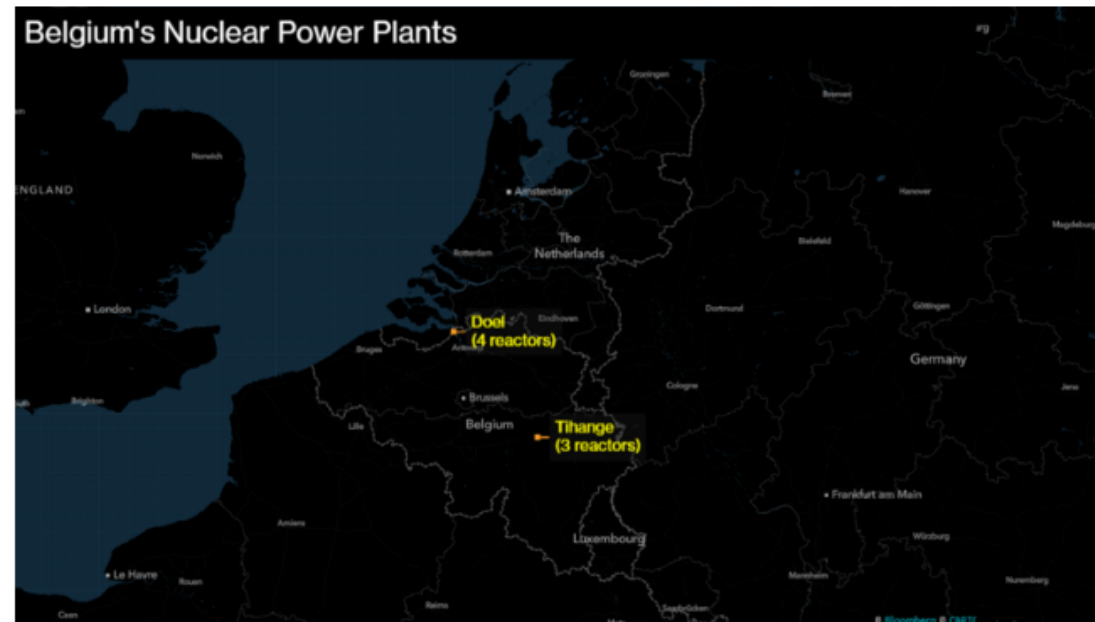 Belgium's Nuclear Power Plants
Groningen
Bremen
Norwich
ENGLAND
Amsterdam
Hanover
Magdeburg
The
Netherlands
Bielefeld
Rotterdam
London
Dortmund
Göttingen
Doel
(4 reactors)
Eindhoven
Bruges
Germany
Cologne
Jena
Brighton
Brussels
Lille
Belgium
Tihange
(3 reactors)
Frankfurt am Main
Amiens
Luxembourg
Würzburg
Le Havre
Rouen
Mannheim
Nuremberg
Reims
Saarbrücken
Caen
© Bloomberg © CARTO